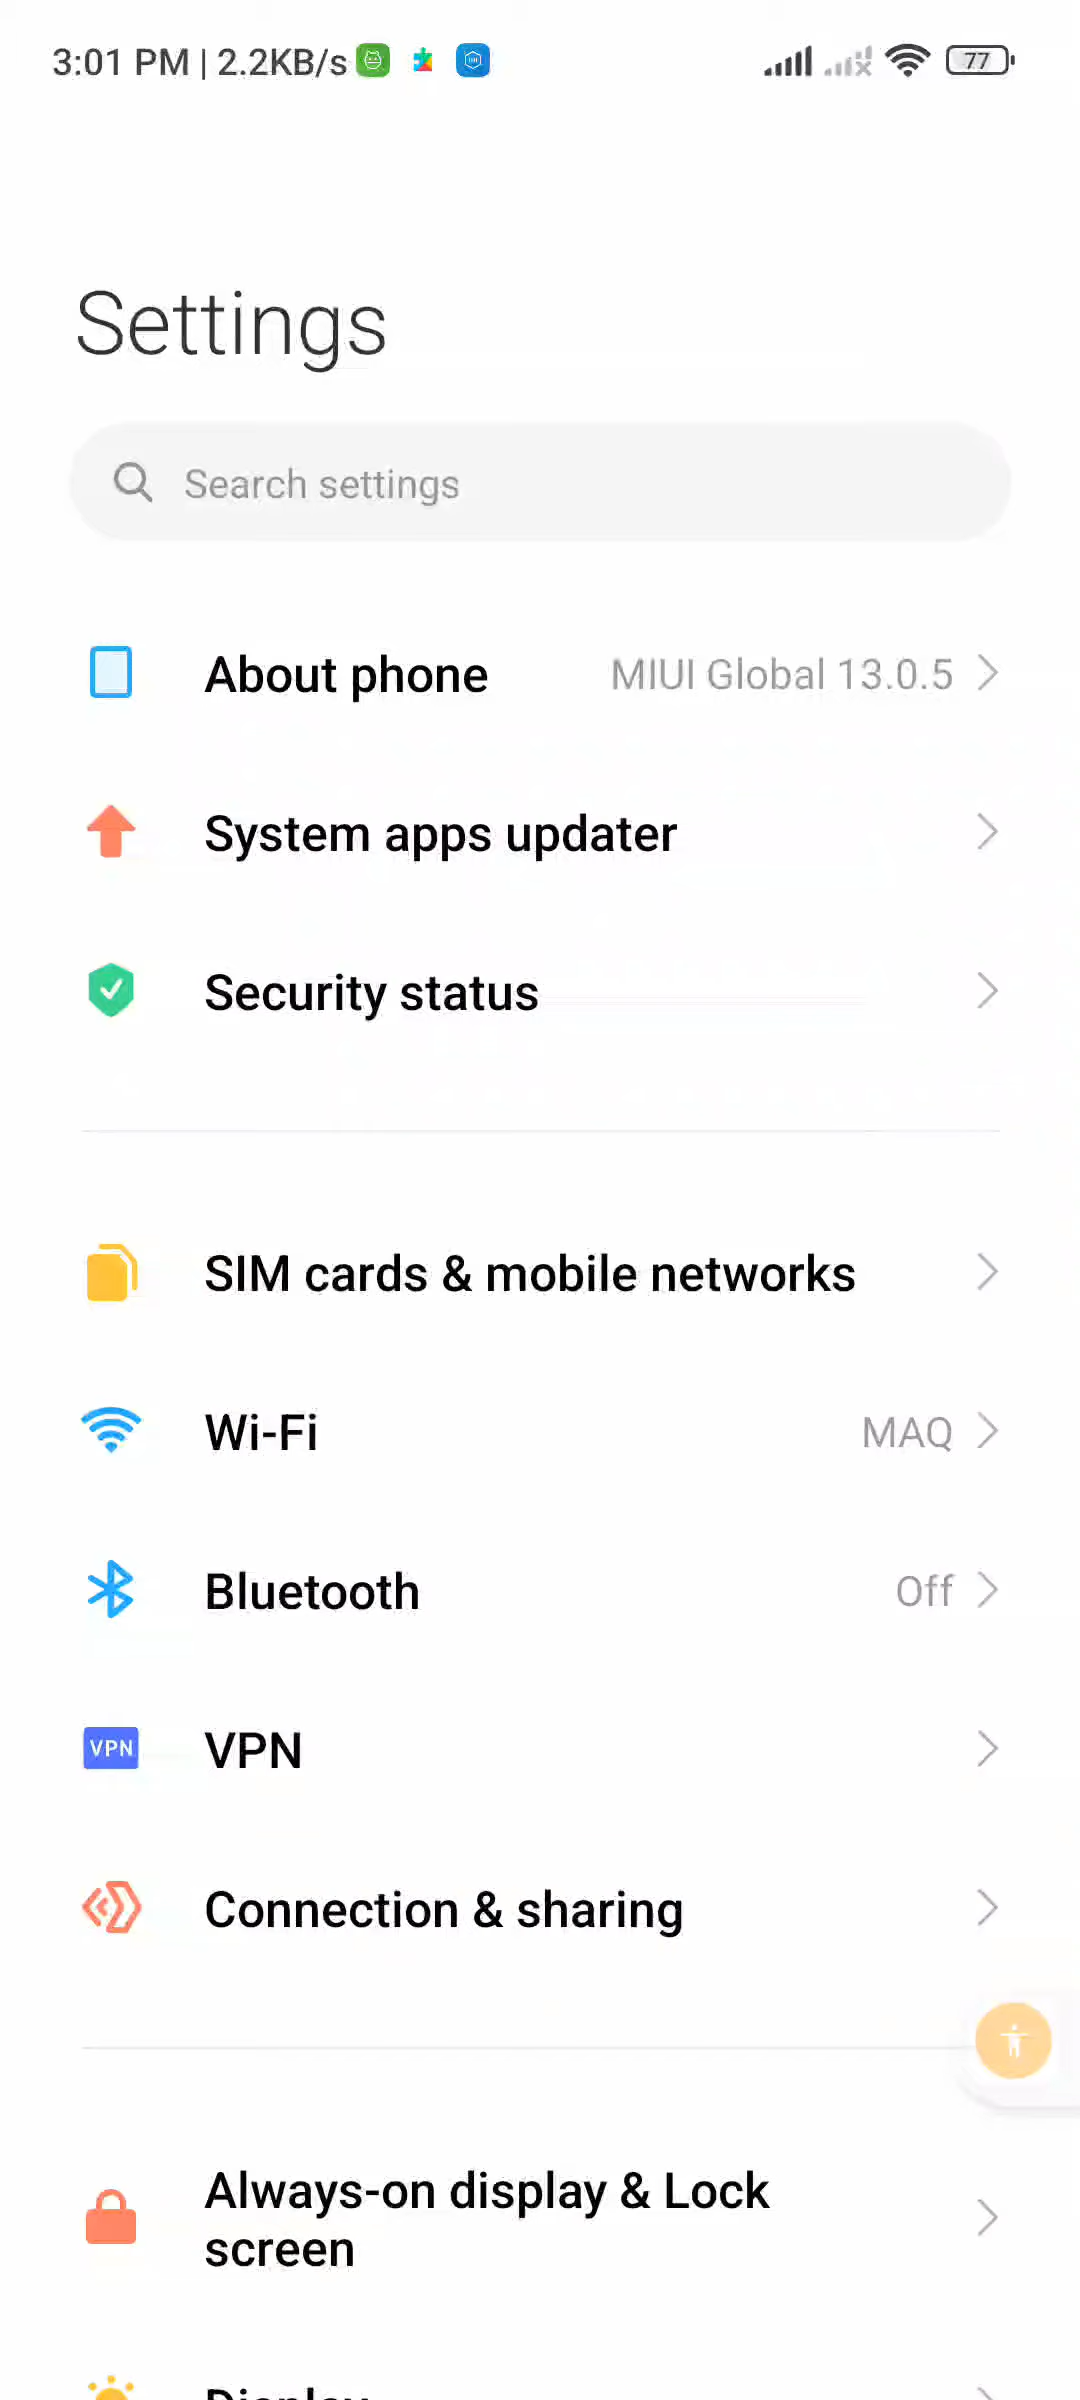 3:01 PM | 2.2KB/s
77
Settings
Search settings
About phone
MIUI Global 13.0.5
System apps updater
Security status
SIM cards & mobile networks
Wi-Fi
MAQ
Bluetooth
Off
VPN
VPN
Connection & sharing
Always-on display & Lock
screen
Display